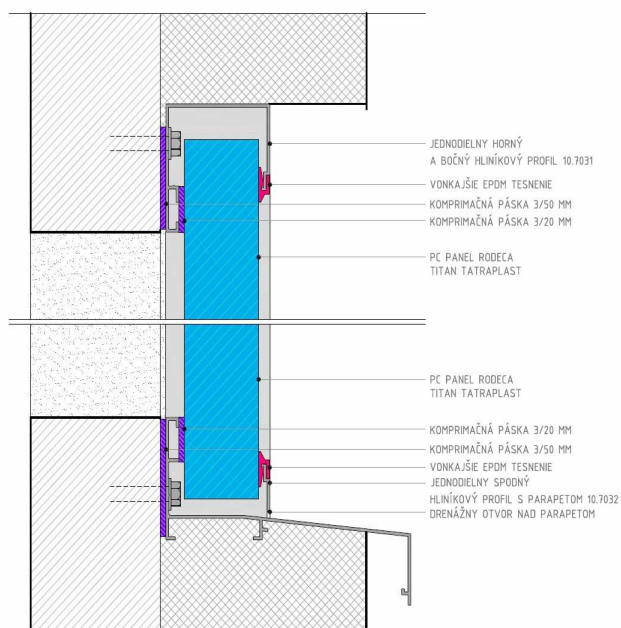 JEDNODIELNY HORNÝ
A BOČNÝ HLINÍKOVÝ PROFIL 10.7031
VONKAJŠIE EPDM TESNENIE
KOMPRIMAČNÁ PÁSKA 3/50 MM
KOMPRIMAČNÁ PÁSKA 3/20 MM
PC PANEL RODECA
TITAN TATRAPLAST
PC PANEL RODECA
TITAN TATRAPLAST
KOMPRIMAČNÁ PÁSKA 3/20 MM
KOMPRIMAČNÁ PÁSKA 3/50 MM
VONKAJŠIE EPDM TESNENIE
JEDNODIELNY SPODNÝ
HLINÍKOVÝ PROFIL S PARAPETOM 10.7032
DRENÁŽNY OTVOR NAD PARAPETOM